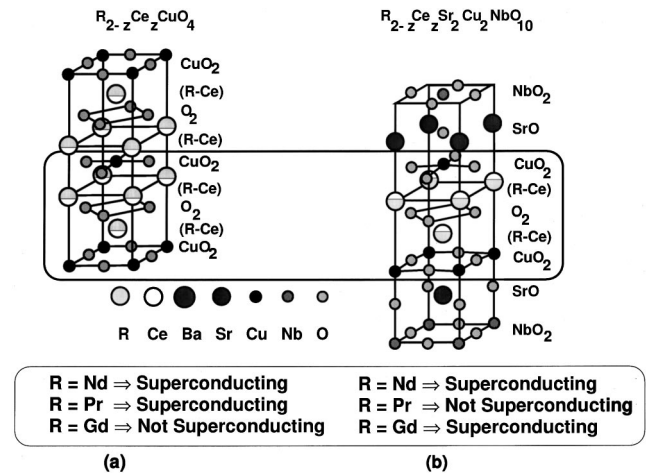 R2-zCezCuO4
R2-zCezSr2Cu2NbO10
CuO2
(R-Ce)
O2
(R-Ce)
CuO2
(R-Ce)
O2
(R-Ce)
CuO2
NbO2
SrO
CuO2
(R-Ce)
O2
(R-Ce)
CuO2
SrO
NbO2
R Ce Ba Sr Cu Nb O
R = Nd ⇒ Superconducting
R = Pr ⇒ Superconducting
R = Gd ⇒ Not Superconducting
R = Nd ⇒ Superconducting
R = Pr ⇒ Not Superconducting
R = Gd ⇒ Superconducting
(a)
(b)